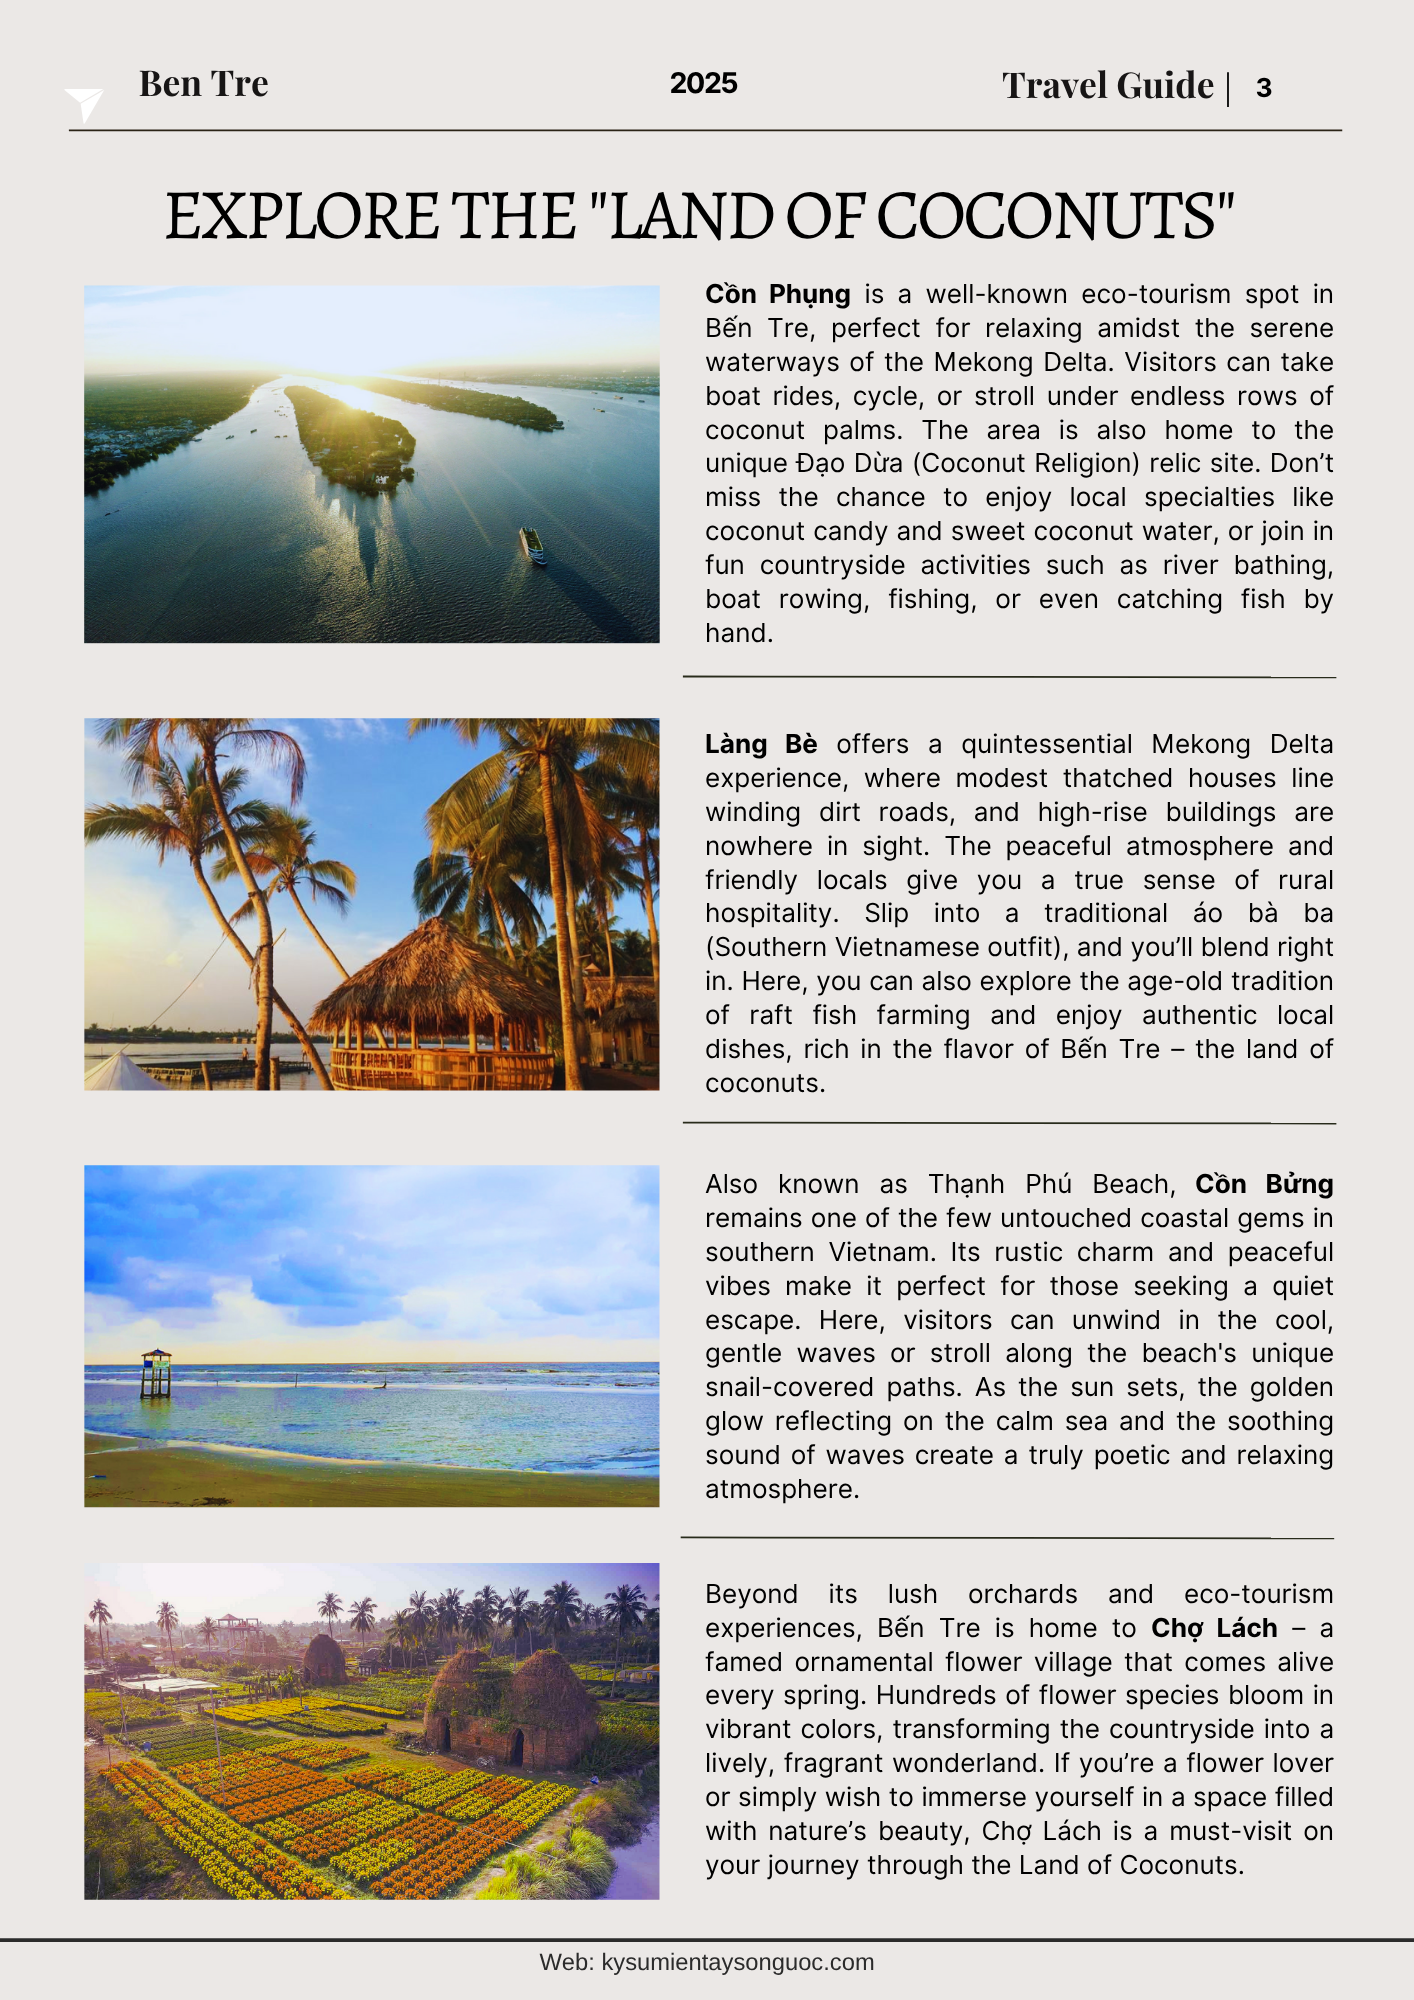 Ben Tre
2025
Travel Guide | 3
EXPLORE THE "LAND OF COCONUTS"
Cồn Phụng is a well-known eco-tourism spot in
Bến Tre, perfect for relaxing amidst the serene
waterways of the Mekong Delta. Visitors can take
boat rides, cycle, or stroll under endless rows of
coconut palms. The area is also home to the
unique Đạo Dừa (Coconut Religion) relic site. Don’t
miss the chance to enjoy local specialties like
coconut candy and sweet coconut water, or join in
fun countryside activities such as river bathing,
boat rowing, fishing, or even catching fish by
hand.
Làng Bè offers a quintessential Mekong Delta
experience, where modest thatched houses line
winding dirt roads, and high-rise buildings are
nowhere in sight. The peaceful atmosphere and
friendly locals give you a true sense of rural
hospitality. Slip into a traditional áo bà ba
(Southern Vietnamese outfit), and you’ll blend right
in. Here, you can also explore the age-old tradition
of raft fish farming and enjoy authentic local
dishes, rich in the flavor of Bến Tre – the land of
coconuts.
Also known as Thạnh Phú Beach, Cồn Bửng
remains one of the few untouched coastal gems in
southern Vietnam. Its rustic charm and peaceful
vibes make it perfect for those seeking a quiet
escape. Here, visitors can unwind in the cool,
gentle waves or stroll along the beach's unique
snail-covered paths. As the sun sets, the golden
glow reflecting on the calm sea and the soothing
sound of waves create a truly poetic and relaxing
atmosphere.
Beyond its lush orchards and eco-tourism
experiences, Bến Tre is home to Chợ Lách – a
famed ornamental flower village that comes alive
every spring. Hundreds of flower species bloom in
vibrant colors, transforming the countryside into a
lively, fragrant wonderland. If you’re a flower lover
or simply wish to immerse yourself in a space filled
with nature’s beauty, Chợ Lách is a must-visit on
your journey through the Land of Coconuts.
Web: kysumientaysonguoc.com